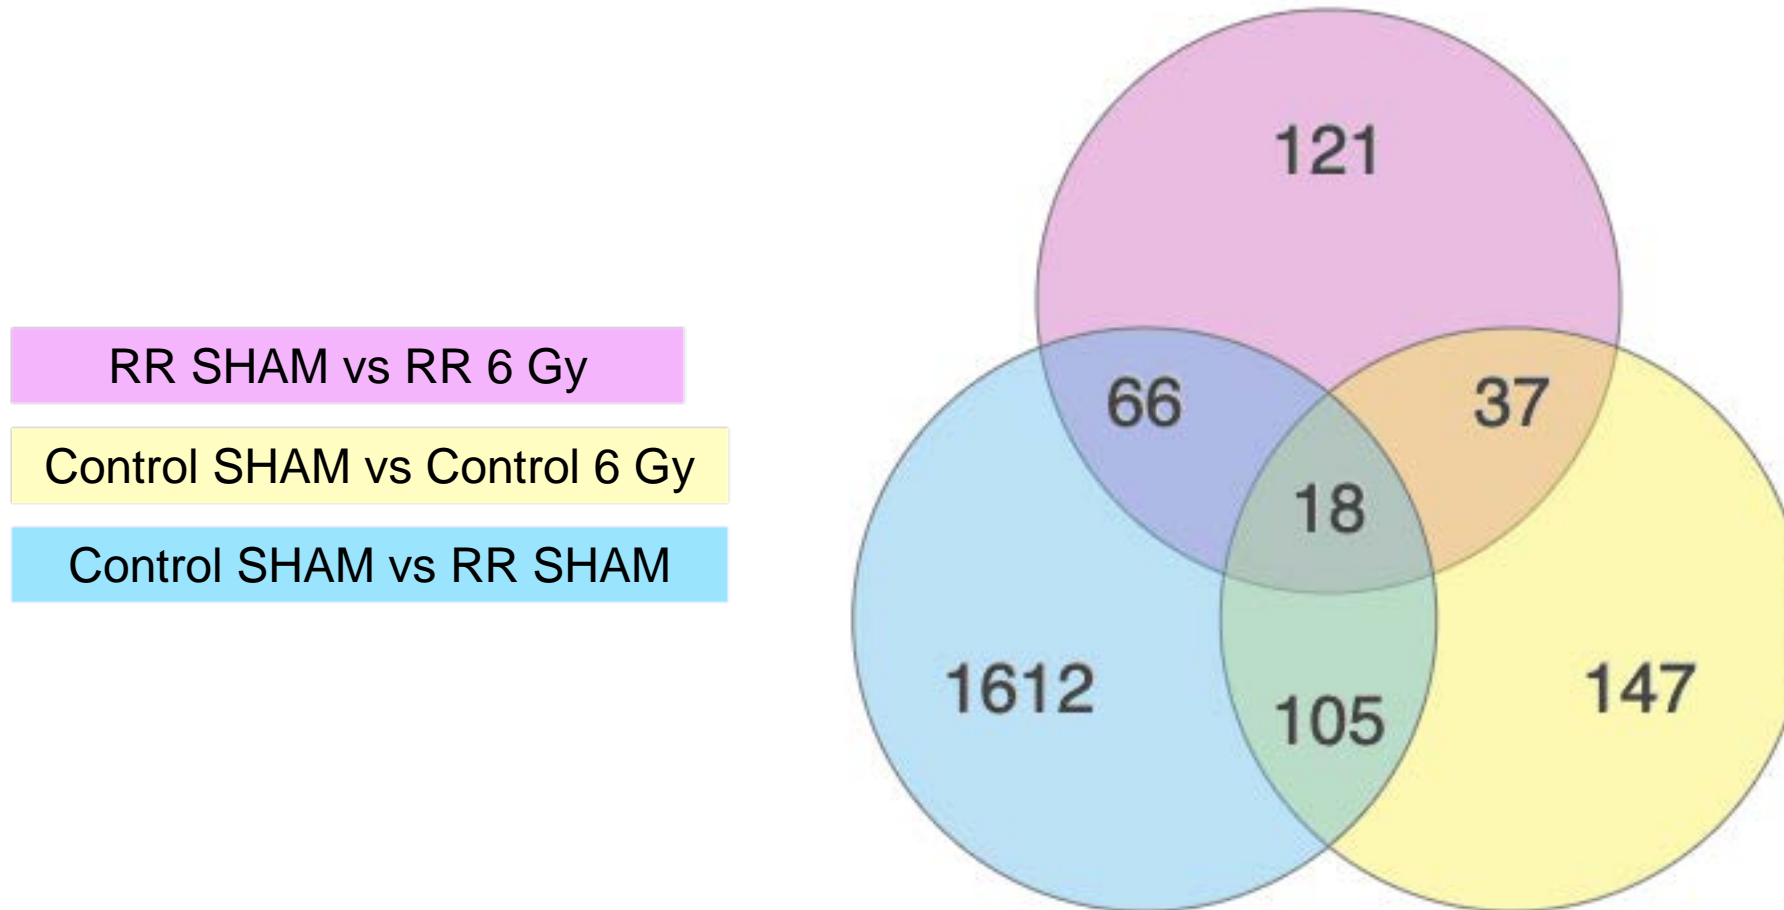 121
RR SHAM vs RR 6 Gy
66
37
Control SHAM vs Control 6 Gy
18
Control SHAM vs RR SHAM
1612
105
147